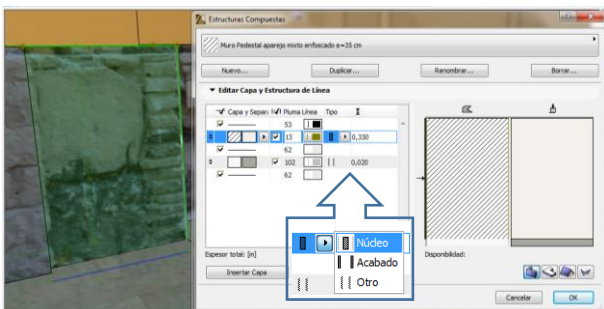 Estructuras Compuestas
Muro Pedestal aparejo mixto enfoscado e=35 cm
Nuevo... Duplicar... Renombrar... Borrar...
Editar Capa y Estructura de Línea
Capa y Separ. Pluma Línea Tipo
53
13 0,330
62
102 0,020
62
Núcleo
Acabado
Otro
Espesor total: [m] Disponibilidad:
Insertar Capa
Cancelar OK